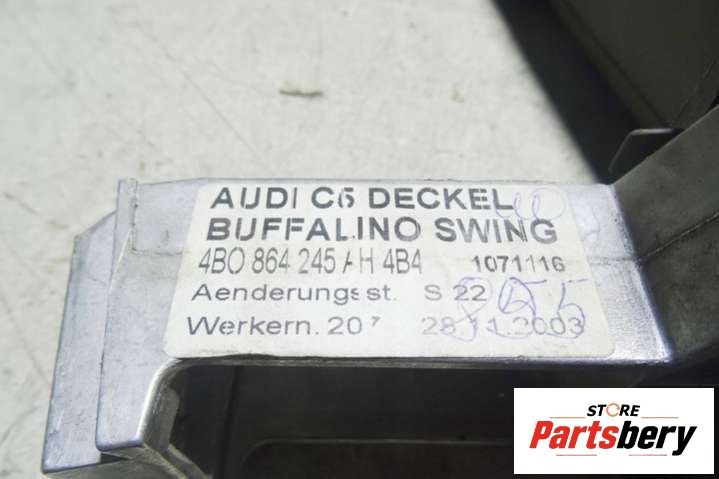 AUDI C5 DECKEL
BUFFALINO SWING
4B0 864 245 AH 4B4 1071116
Aenderungsst. S 22
Werkern. 207 28.11.2003
STORE
Partsbery